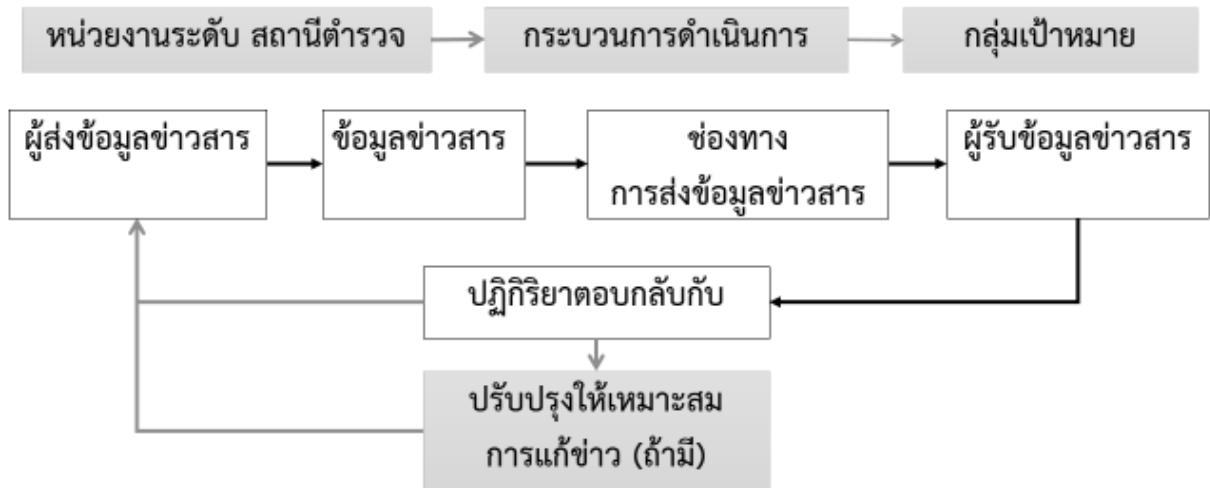 หน่วยงานระดับ สถานีตำรวจ
กระบวนการดำเนินการ
กลุ่มเป้าหมาย
ผู้ส่งข้อมูลข่าวสาร
ข้อมูลข่าวสาร
ช่องทาง
การส่งข้อมูลข่าวสาร
ผู้รับข้อมูลข่าวสาร
ปฏิกิริยาตอบกลับกับ
ปรับปรุงให้เหมาะสม
การแก้ข่าว (ถ้ามี)